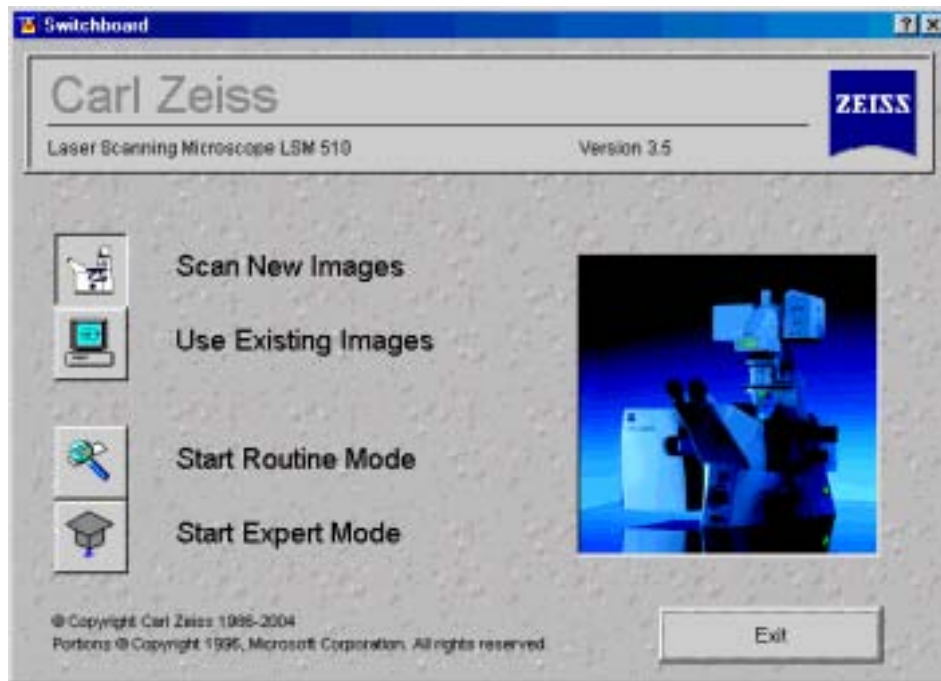 Switchboard
Carl Zeiss
ZEISS
Laser Scanning Microscope LSM 510 Version 3.5
Scan New Images
Use Existing Images
Start Routine Mode
Start Expert Mode
© Copyright Carl Zeiss 1986-2004
Portions © Copyright 1996, Microsoft Corporation. All rights reserved
Exit